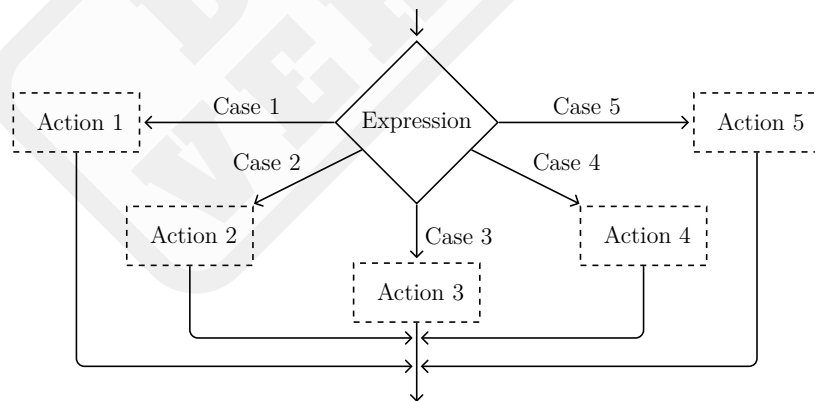 Case 1
Case 5
Action 1
Expression
Action 5
Case 2
Case 4
Action 2
Case 3
Action 4
Action 3